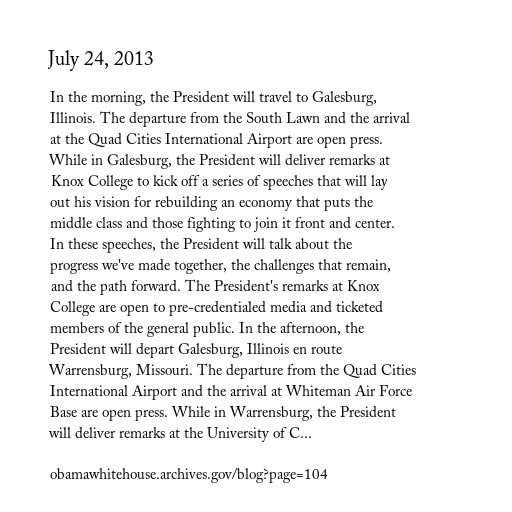 July 24, 2013
In the morning, the President will travel to Galesburg,
Illinois. The departure from the South Lawn and the arrival
at the Quad Cities International Airport are open press.
While in Galesburg, the President will deliver remarks at
Knox College to kick off a series of speeches that will lay
out his vision for rebuilding an economy that puts the
middle class and those fighting to join it front and center.
In these speeches, the President will talk about the
progress we've made together, the challenges that remain,
and the path forward. The President's remarks at Knox
College are open to pre-credentialed media and ticketed
members of the general public. In the afternoon, the
President will depart Galesburg, Illinois en route
Warrensburg, Missouri. The departure from the Quad Cities
International Airport and the arrival at Whiteman Air Force
Base are open press. While in Warrensburg, the President
will deliver remarks at the University of C...
obamawhitehouse.archives.gov/blog?page=104